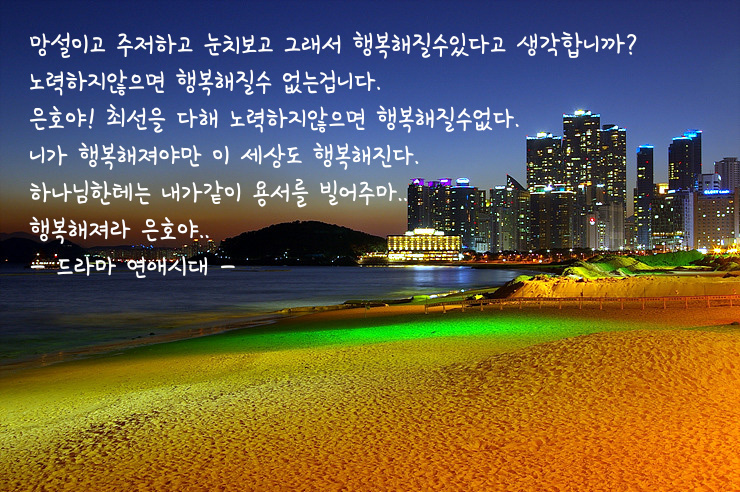 망설이고 주저하고 눈치보고 그래서 행복해질수있다고 생각합니까?
노력하지않으면 행복해질수 없는겁니다.
은호야! 최선을 다해 노력하지않으면 행복해질수없다.
니가 행복해져야만 이 세상도 행복해진다.
하나님한테는 내가같이 용서를 빌어주마..
행복해져라 은호야..
- 드라마 연애시대 -